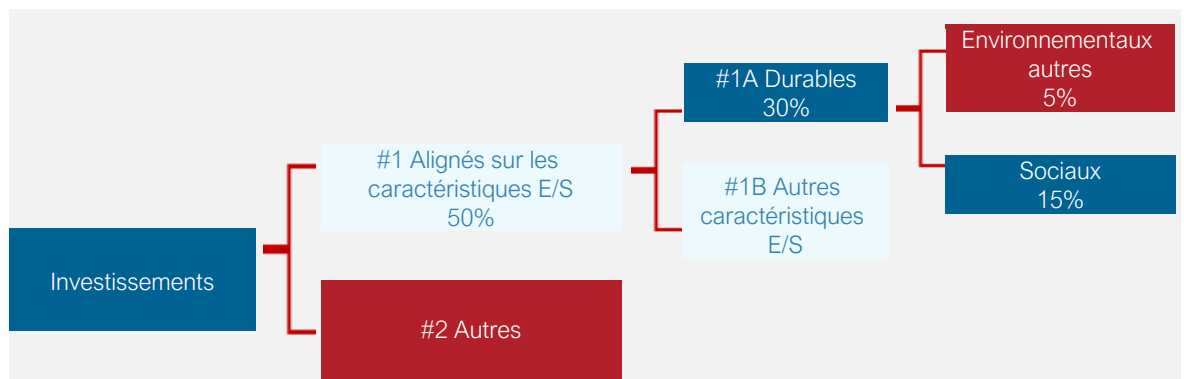 Investissements
#1 Alignés sur les
caractéristiques E/S
50%
#2 Autres
#1A Durables
30%
#1B Autres
caractéristiques
E/S
Environnementaux
autres
5%
Sociaux
15%